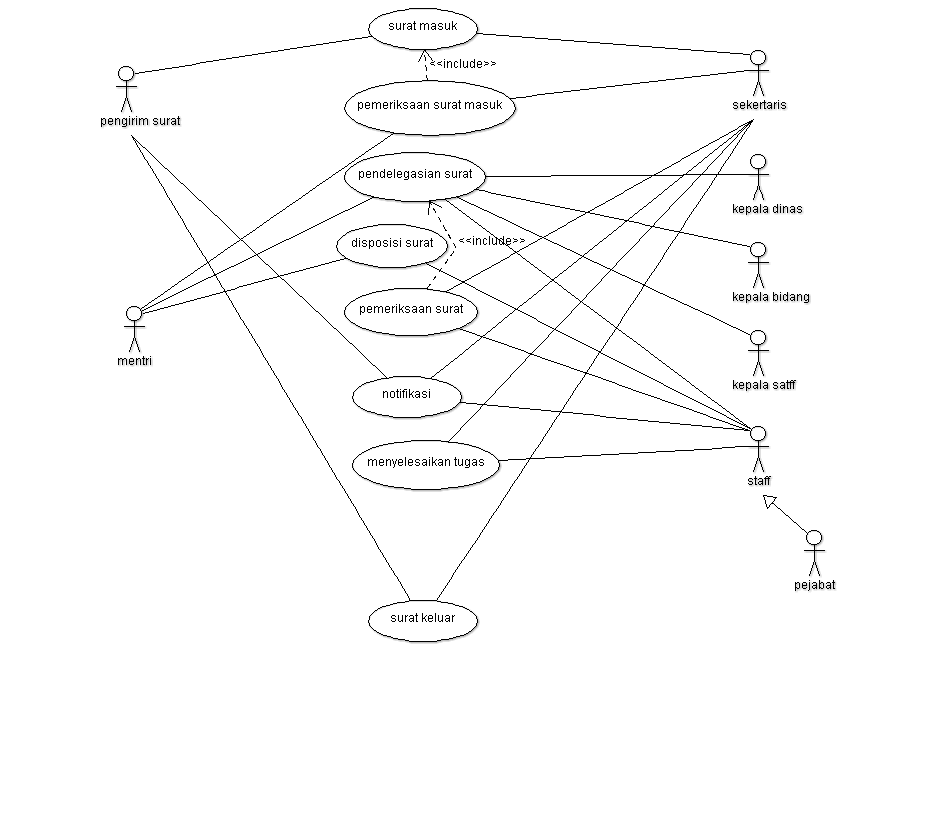 surat masuk
<<include>>
pemeriksaan surat masuk
pengirim surat
sekertaris
pendelegasian surat
kepala dinas
disposisi surat
<<include>>
kepala bidang
pemeriksaan surat
mentri
kepala satff
notifikasi
menyelesaikan tugas
staff
pejabat
surat keluar